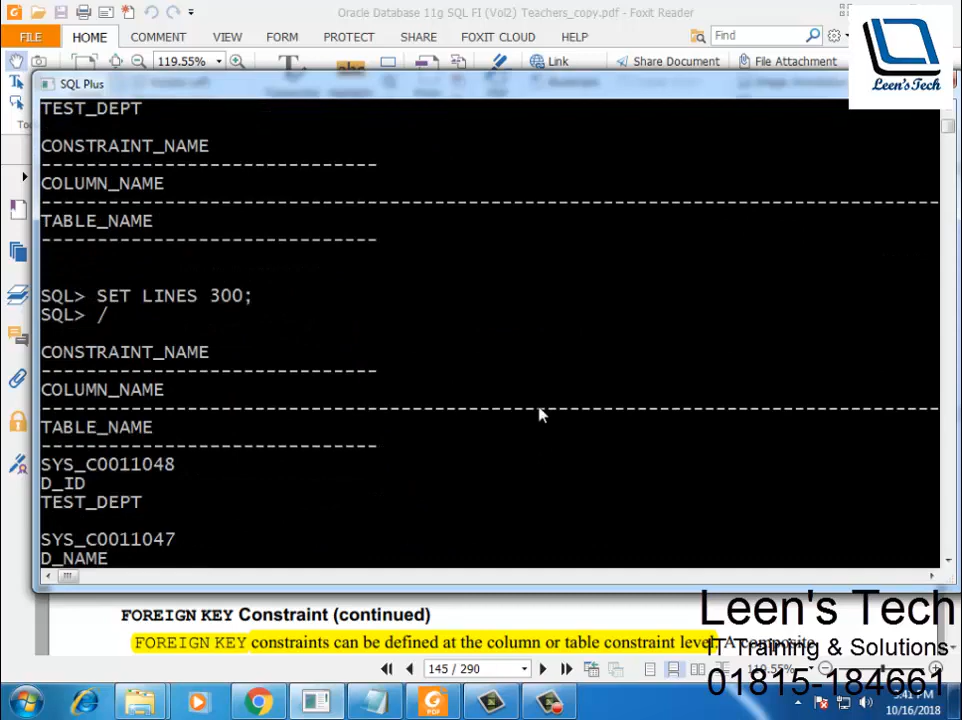 Oracle Database 11g SQL FI (Vol2) Teachers_copy.pdf - Foxit Reader
FILE HOME COMMENT VIEW FORM PROTECT SHARE FOXIT CLOUD HELP Find
119.55% Link Share Document File Attachment
Leen'sTech
SQL Plus
TEST_DEPT
CONSTRAINT_NAME
------------------------------
COLUMN_NAME
--------------------------------------------------------------------------------
TABLE_NAME
------------------------------
SQL> SET LINES 300;
SQL> /
CONSTRAINT_NAME
------------------------------
COLUMN_NAME
--------------------------------------------------------------------------------
TABLE_NAME
------------------------------
SYS_C0011048
D_ID
TEST_DEPT
SYS_C0011047
D_NAME
FOREIGN KEY Constraint (continued)
FOREIGN KEY constraints can be defined at the column or table constraint level. A composite
Leen's Tech
IT Training & Solutions
01815-184661
145 / 290
119.55%
10/16/2018